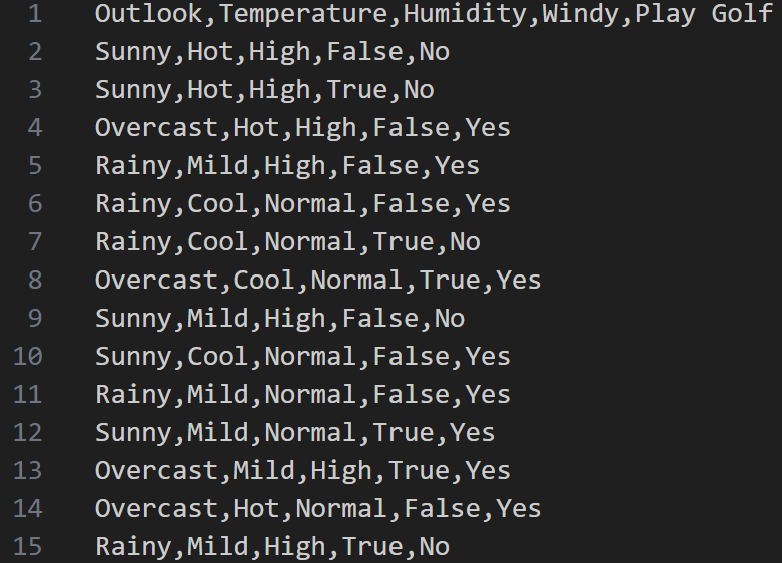 1 Outlook,Temperature,Humidity,Windy,Play Golf
2 Sunny,Hot,High,False,No
3 Sunny,Hot,High,True,No
4 Overcast,Hot,High,False,Yes
5 Rainy,Mild,High,False,Yes
6 Rainy,Cool,Normal,False,Yes
7 Rainy,Cool,Normal,True,No
8 Overcast,Cool,Normal,True,Yes
9 Sunny,Mild,High,False,No
10 Sunny,Cool,Normal,False,Yes
11 Rainy,Mild,Normal,False,Yes
12 Sunny,Mild,Normal,True,Yes
13 Overcast,Mild,High,True,Yes
14 Overcast,Hot,Normal,False,Yes
15 Rainy,Mild,High,True,No